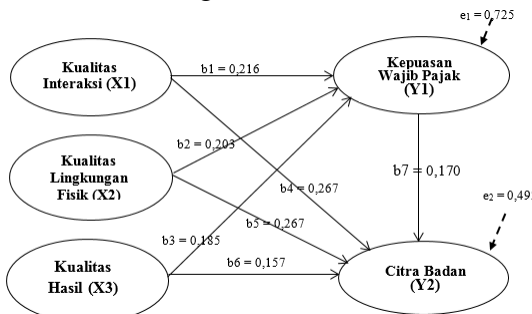 e₁ = 0,725
Kualitas
Interaksi (X1)
b1 = 0,216
Kepuasan
Wajib Pajak
(Y1)
b2 = 0,203
Kualitas
Lingkungan
Fisik (X2)
b4 = 0,267
b7 = 0,170
b3 = 0,185
b5 = 0,267
e₂ = 0,49
b6 = 0,157
Kualitas
Hasil (X3)
Citra Badan
(Y2)